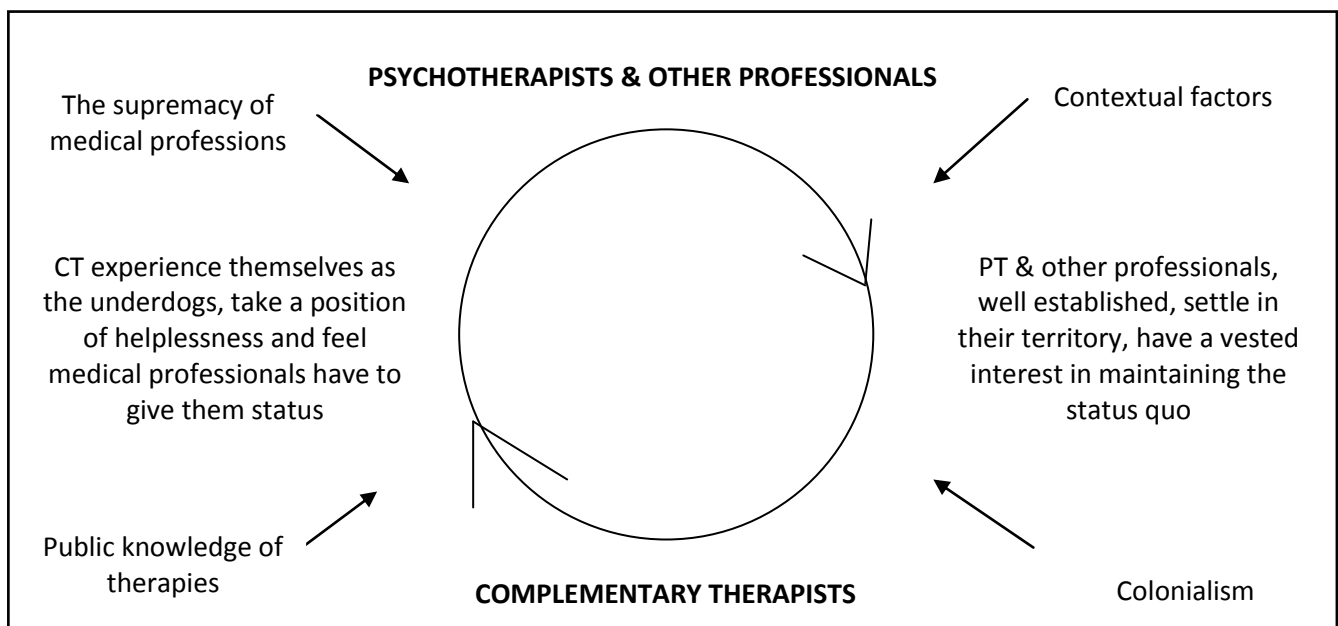 PSYCHOTHERAPISTS & OTHER PROFESSIONALS
The supremacy of
medical professions
Contextual factors
CT experience themselves as
the underdogs, take a position
of helplessness and feel
medical professionals have to
give them status
PT & other professionals,
well established, settle in
their territory, have a vested
interest in maintaining the
status quo
Public knowledge of
therapies
COMPLEMENTARY THERAPISTS
Colonialism